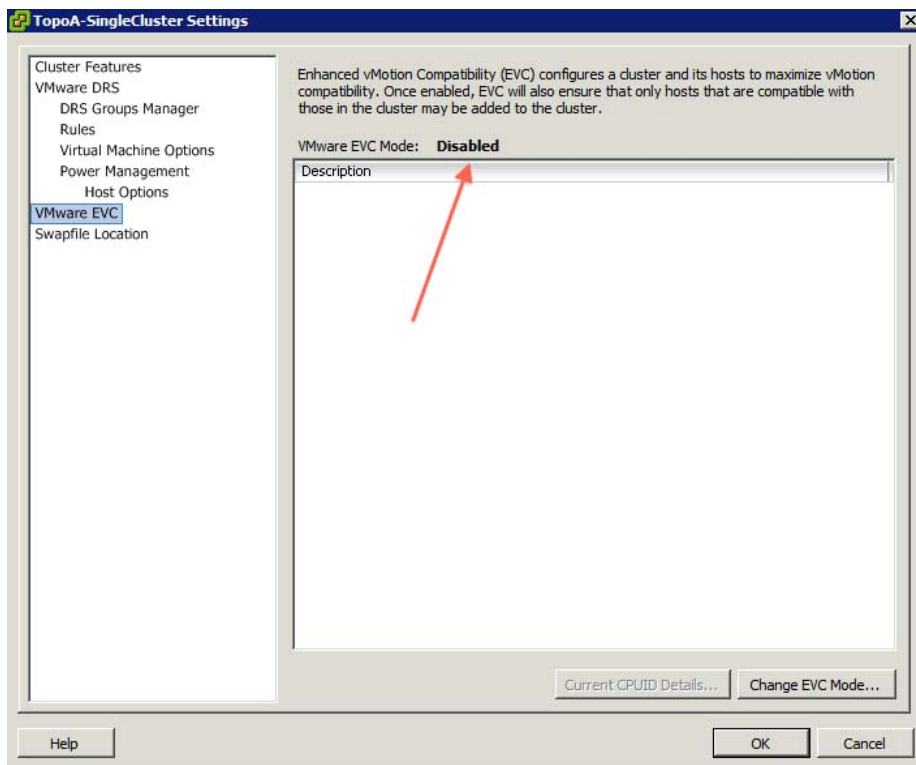 TopoA-SingleCluster Settings
Cluster Features
VMware DRS
DRS Groups Manager
Rules
Virtual Machine Options
Power Management
Host Options
VMware EVC
Swapfile Location
Enhanced vMotion Compatibility (EVC) configures a cluster and its hosts to maximize vMotion
compatibility. Once enabled, EVC will also ensure that only hosts that are compatible with
those in the cluster may be added to the cluster.
VMware EVC Mode: Disabled
Description
Current CPUID Details...
Change EVC Mode...
Help
OK
Cancel